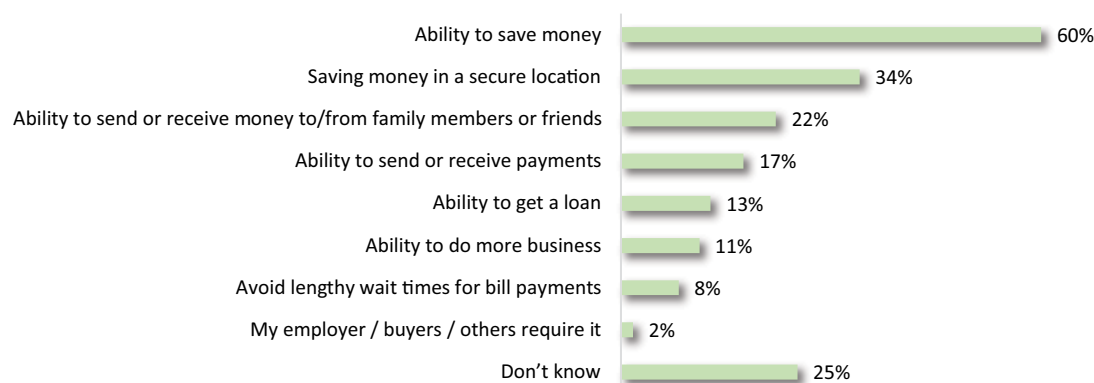 Ability to save money 60%
Saving money in a secure location 34%
Ability to send or receive money to/from family members or friends 22%
Ability to send or receive payments 17%
Ability to get a loan 13%
Ability to do more business 11%
Avoid lengthy wait times for bill payments 8%
My employer / buyers / others require it 2%
Don’t know 25%